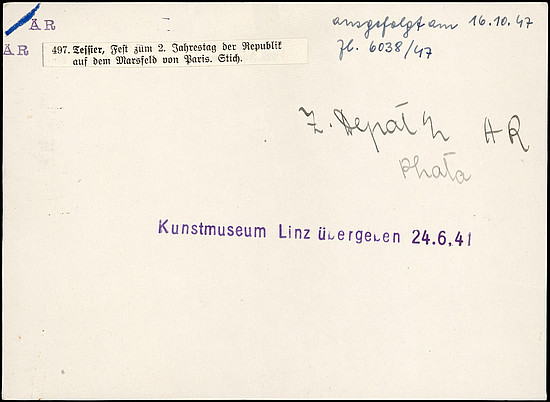 ÄR
ausgefolgt am 16.10.47
Zl. 6038/47
ÄR
497. Tessier, Fest zum 2. Jahrestag der Republik
auf dem Marsfeld von Paris. Stich.
Z. Depot AR
Photo
Kunstmuseum Linz übergeben 24.6.41